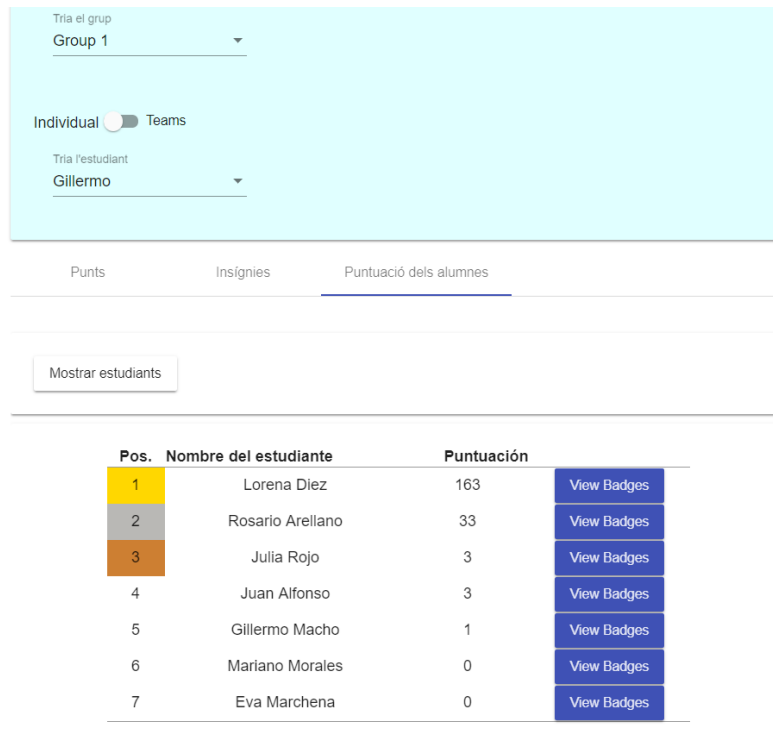 Tria el grup
Group 1
Individual Teams
Tria l'estudiant
Gillermo
Punts Insígnies Puntuació dels alumnes
Mostrar estudiants
Pos. Nombre del estudiante Puntuación
1 Lorena Diez 163 View Badges
2 Rosario Arellano 33 View Badges
3 Julia Rojo 3 View Badges
4 Juan Alfonso 3 View Badges
5 Gillermo Macho 1 View Badges
6 Mariano Morales 0 View Badges
7 Eva Marchena 0 View Badges